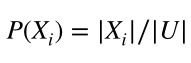 P(X_i) = |X_i|/|U|